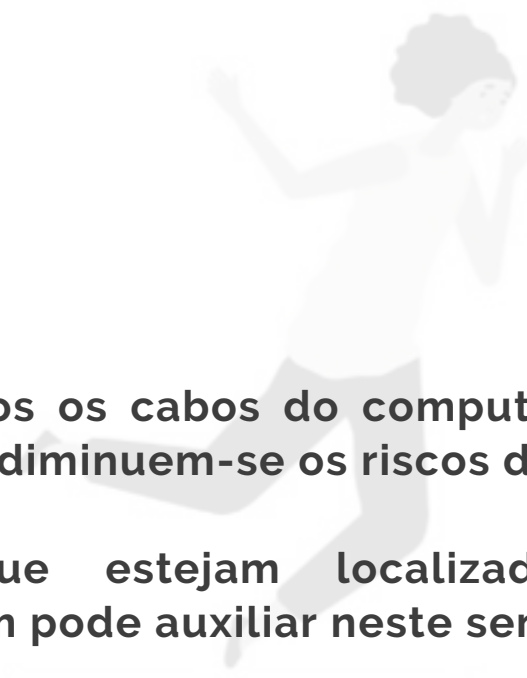 os os cabos do comput
diminuem-se os riscos d
ue estejam localizad
pode auxiliar neste ser